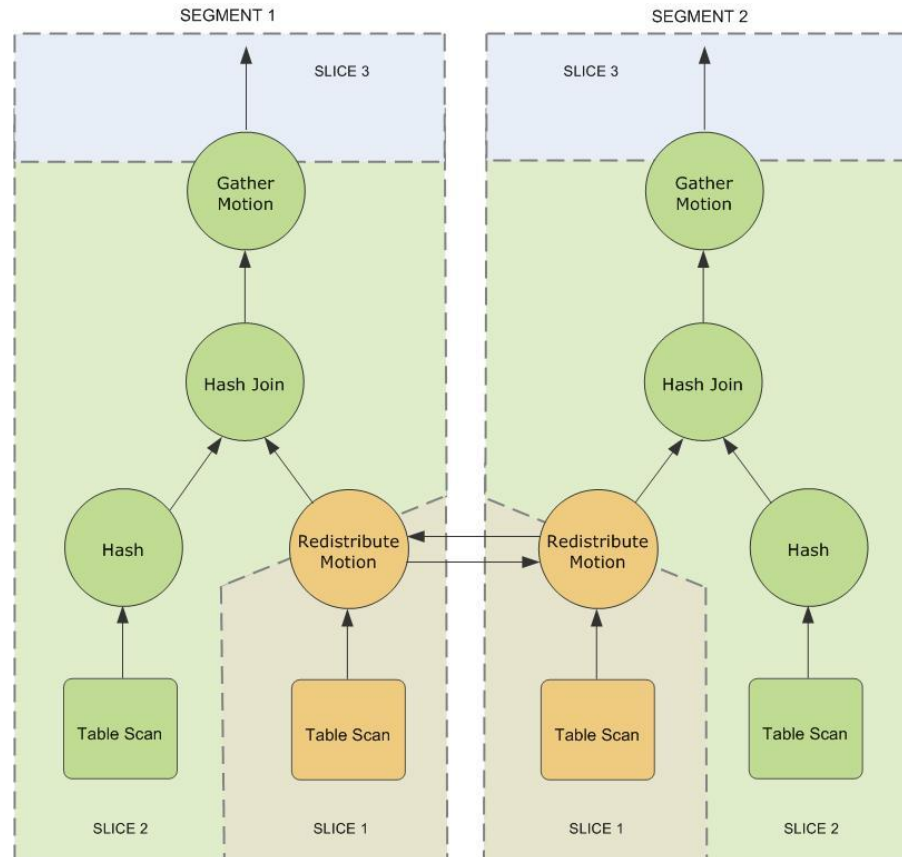 SEGMENT 1
SEGMENT 2
SLICE 3
SLICE 3
Gather
Motion
Gather
Motion
Hash Join
Hash Join
Hash
Redistribute
Motion
Redistribute
Motion
Hash
Table Scan
Table Scan
Table Scan
Table Scan
SLICE 2
SLICE 1
SLICE 1
SLICE 2